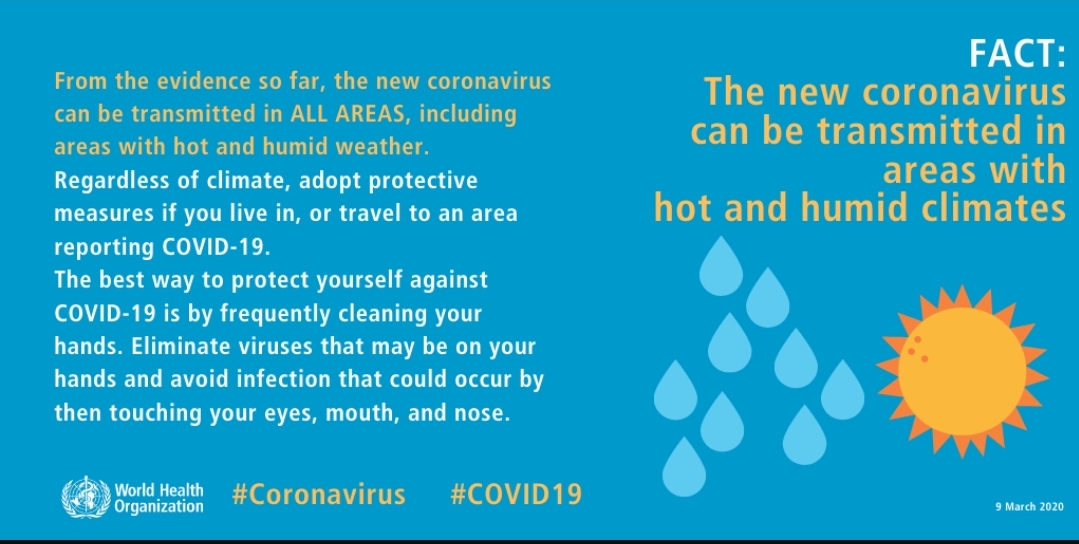 From the evidence so far, the new coronavirus
can be transmitted in ALL AREAS, including
areas with hot and humid weather.
Regardless of climate, adopt protective
measures if you live in, or travel to an area
reporting COVID-19.
The best way to protect yourself against
COVID-19 is by frequently cleaning your
hands. Eliminate viruses that may be on your
hands and avoid infection that could occur by
then touching your eyes, mouth, and nose.
FACT:
The new coronavirus
can be transmitted in
areas with
hot and humid climates
World Health
Organization
#Coronavirus
#COVID19
9 March 2020